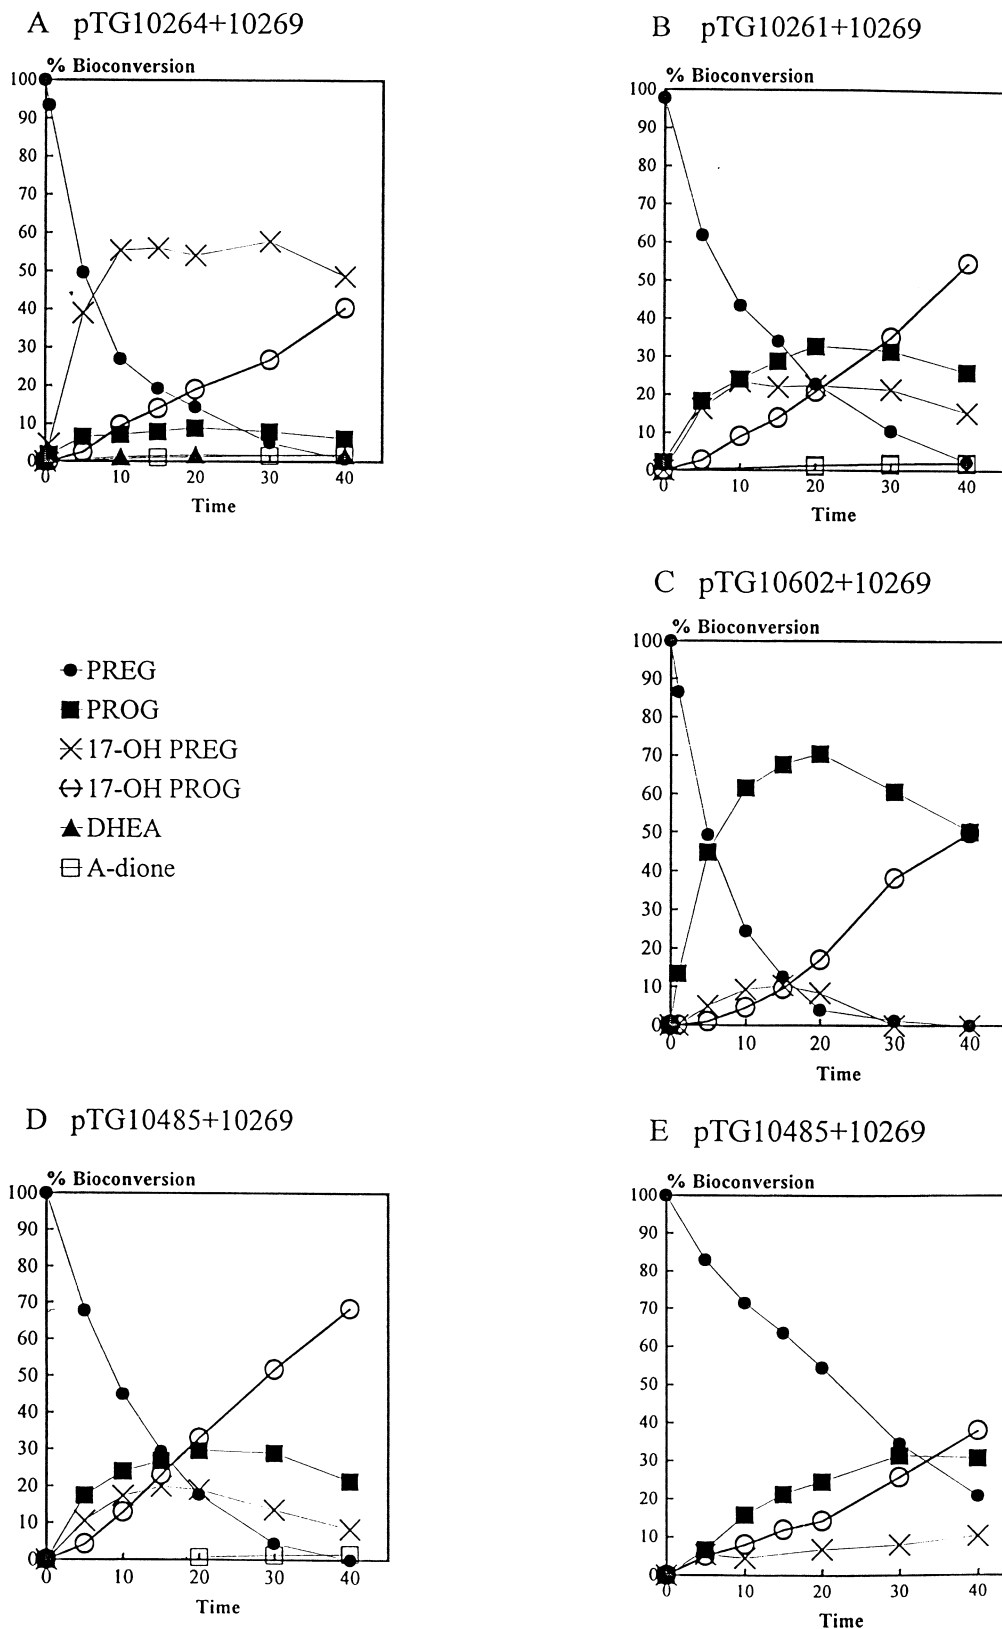 A pTG10264+10269
% Bioconversion
100
90
80
70
60
50
40
30
20
10
0
0 10 20 30 40
Time
B pTG10261+10269
% Bioconversion
100
90
80
70
60
50
40
30
20
10
0
0 10 20 30 40
Time
PREG
PROG
17-OH PREG
17-OH PROG
DHEA
A-dione
C pTG10602+10269
% Bioconversion
100
90
80
70
60
50
40
30
20
10
0
0 10 20 30 40
Time
D pTG10485+10269
% Bioconversion
100
90
80
70
60
50
40
30
20
10
0
0 10 20 30 40
Time
E pTG10485+10269
% Bioconversion
100
90
80
70
60
50
40
30
20
10
0
0 10 20 30 40
Time